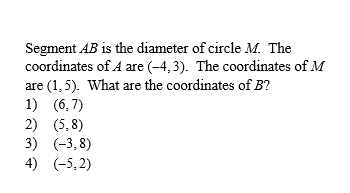 Segment AB is the diameter of circle M. The
coordinates of A are (−4,3). The coordinates of M
are (1,5). What are the coordinates of B?
1) (6,7)
2) (5,8)
3) (−3,8)
4) (−5,2)